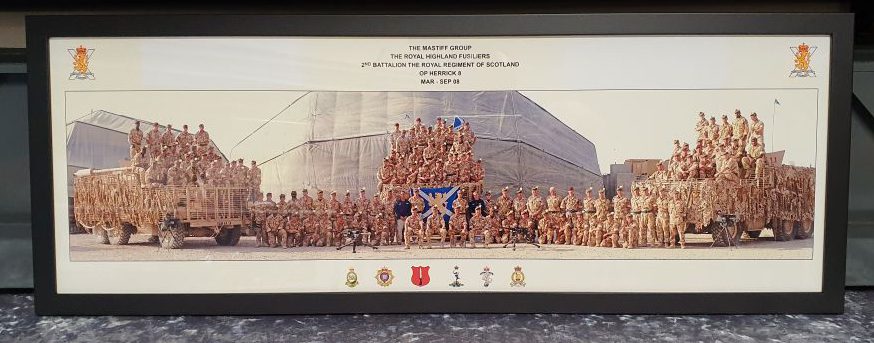 THE MASTIFF GROUP
THE ROYAL HIGHLAND FUSILIERS
2ND BATTALION THE ROYAL REGIMENT OF SCOTLAND
OP HERRICK 8
MAR - SEP 08